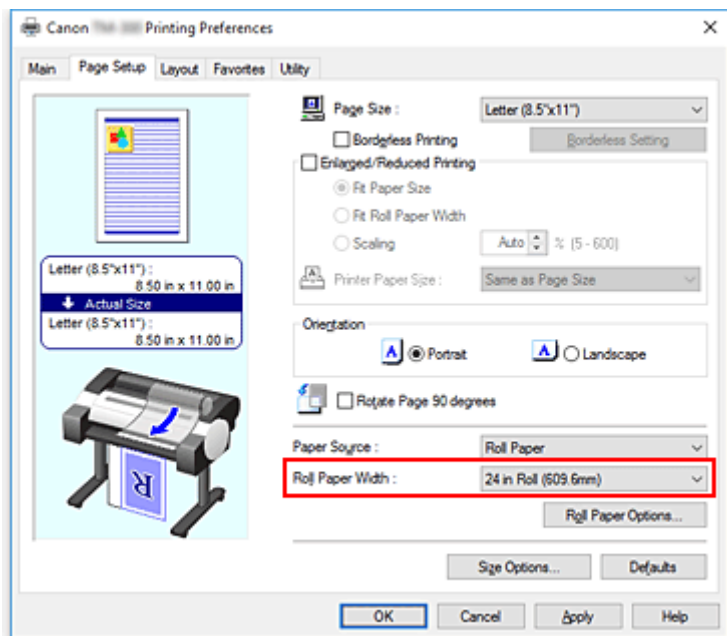 Canon Printing Preferences
Main Page Setup Layout Favorites Utility
Page Size : Letter (8.5"x11")
Borderless Printing Borderless Setting
Enlarged/Reduced Printing
Fit Paper Size
Fit Roll Paper Width
Scaling Auto % (5 - 600)
Printer Paper Size : Same as Page Size
Letter (8.5"x11") :
8.50 in x 11.00 in
Actual Size
Letter (8.5"x11") :
8.50 in x 11.00 in
Orientation
A Portrait A Landscape
Rotate Page 90 degrees
Paper Source : Roll Paper
Roll Paper Width : 24 in Roll (609.6mm)
R
Roll Paper Options...
Size Options... Defaults
OK Cancel Apply Help